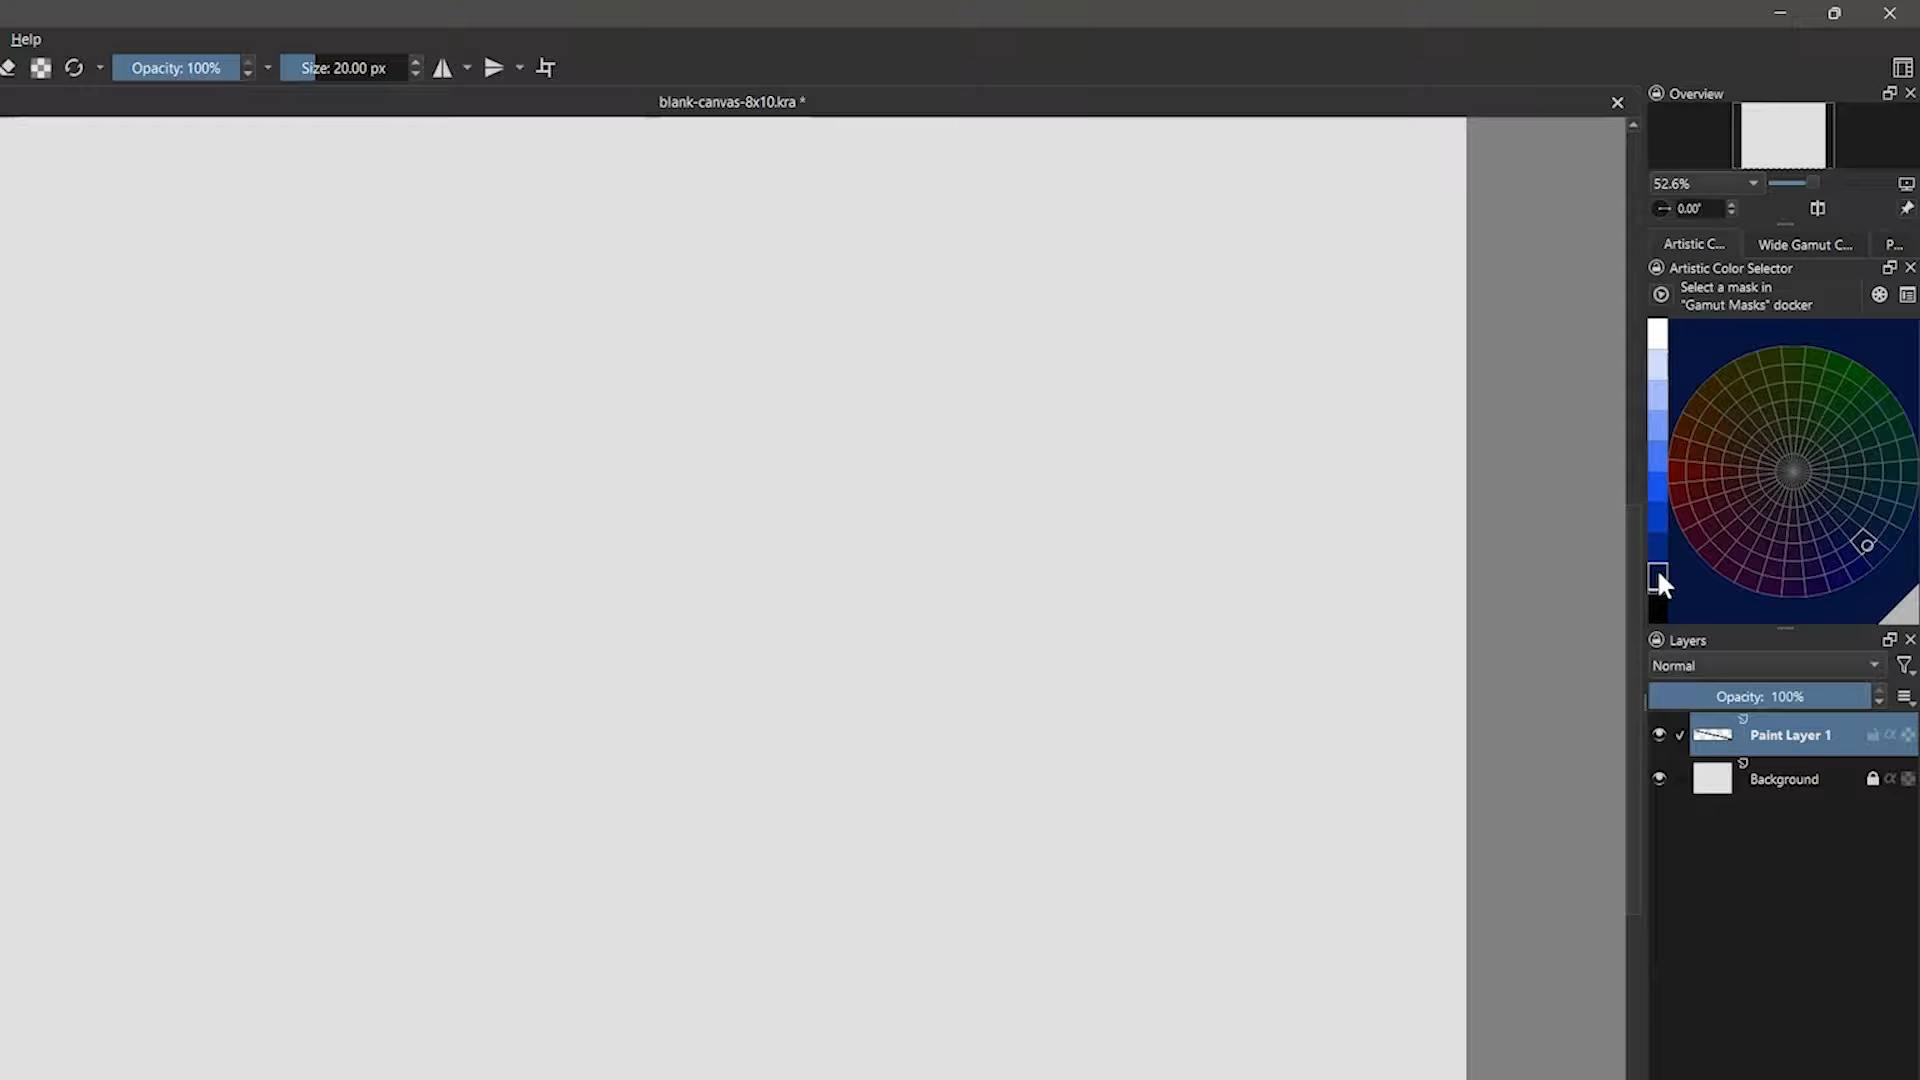 Help
Opacity: 100%
Size: 20.00 px
blank-canvas-8x10.kra *
Overview
52.6%
0.00°
Artistic C...
Wide Gamut C...
P...
Artistic Color Selector
Select a mask in
"Gamut Masks" docker
Layers
Normal
Opacity: 100%
Paint Layer 1
Background